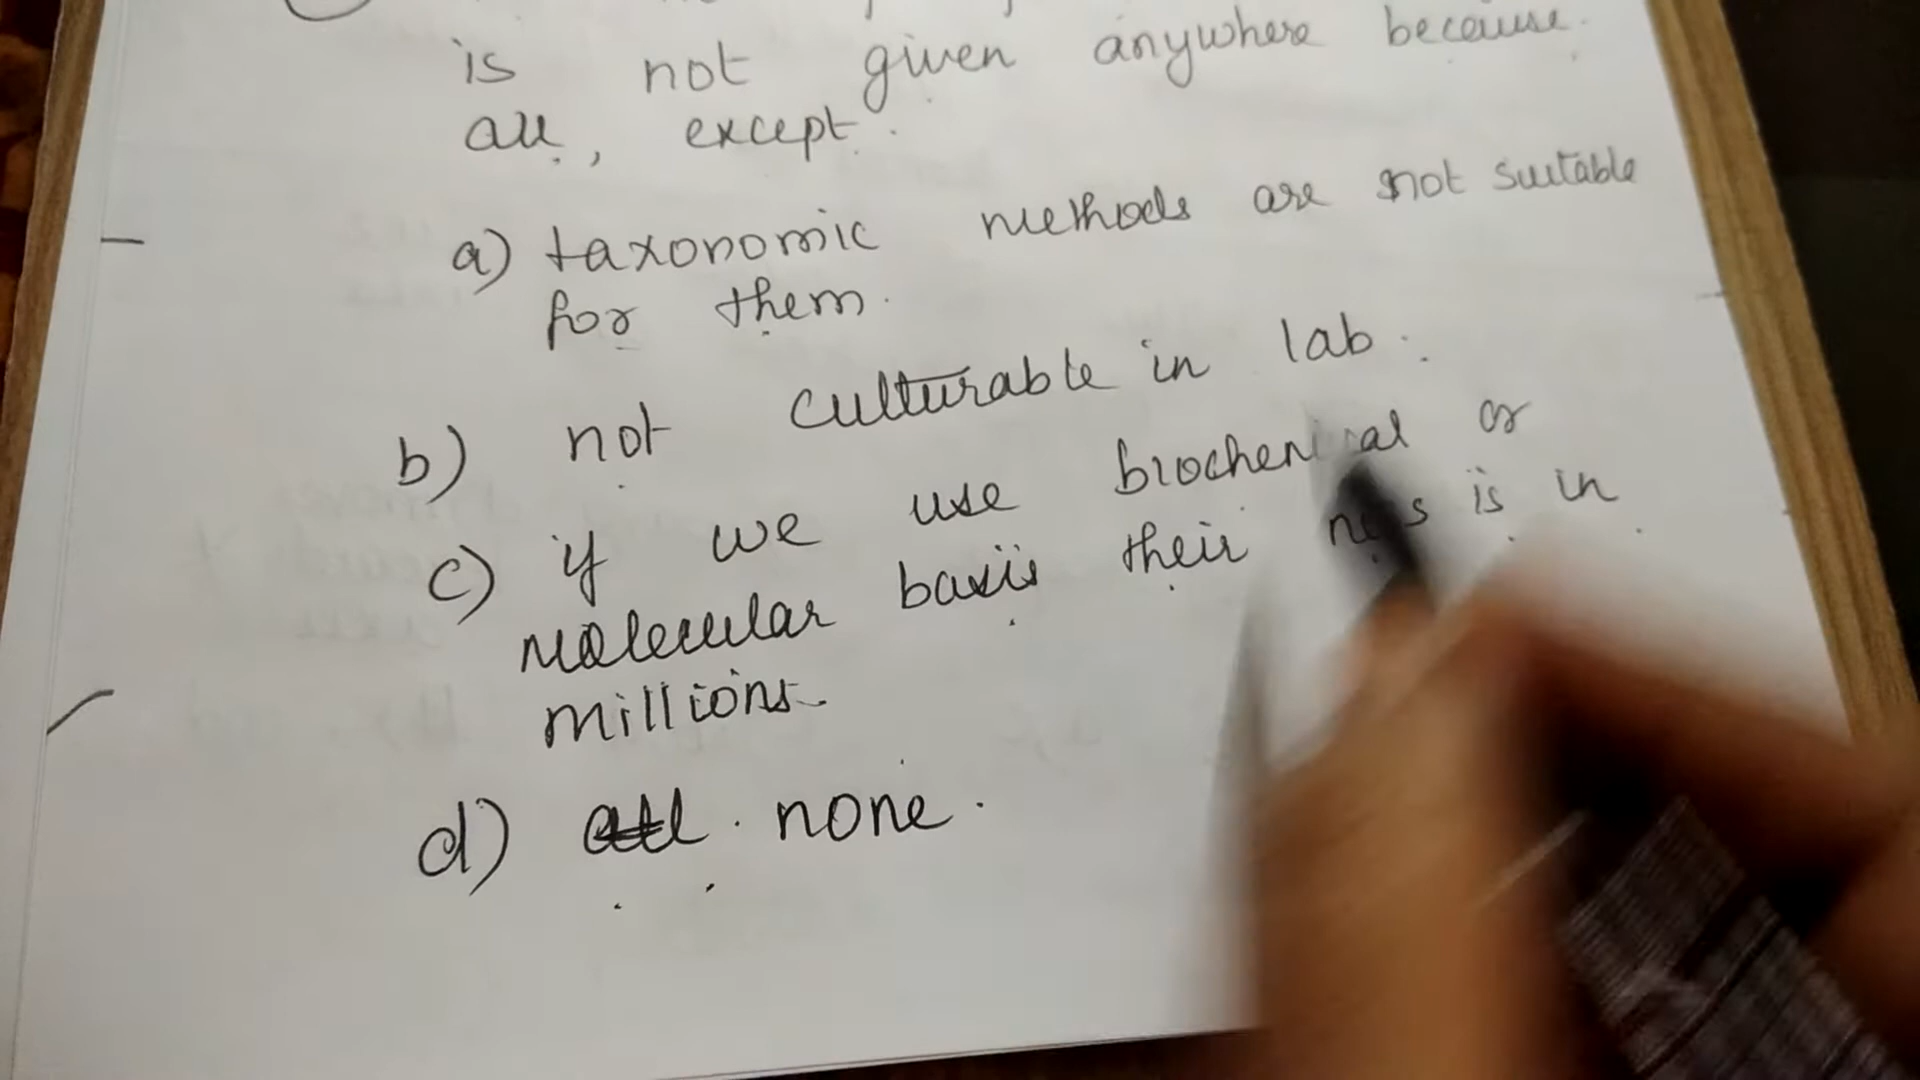 is not given anywhere because.
all, except.
a) taxonomic methods are not suitable
for them.
b) not culturable in lab.
c) if we use biochemical or
molecular basis their is in
millions.
d) all. none.